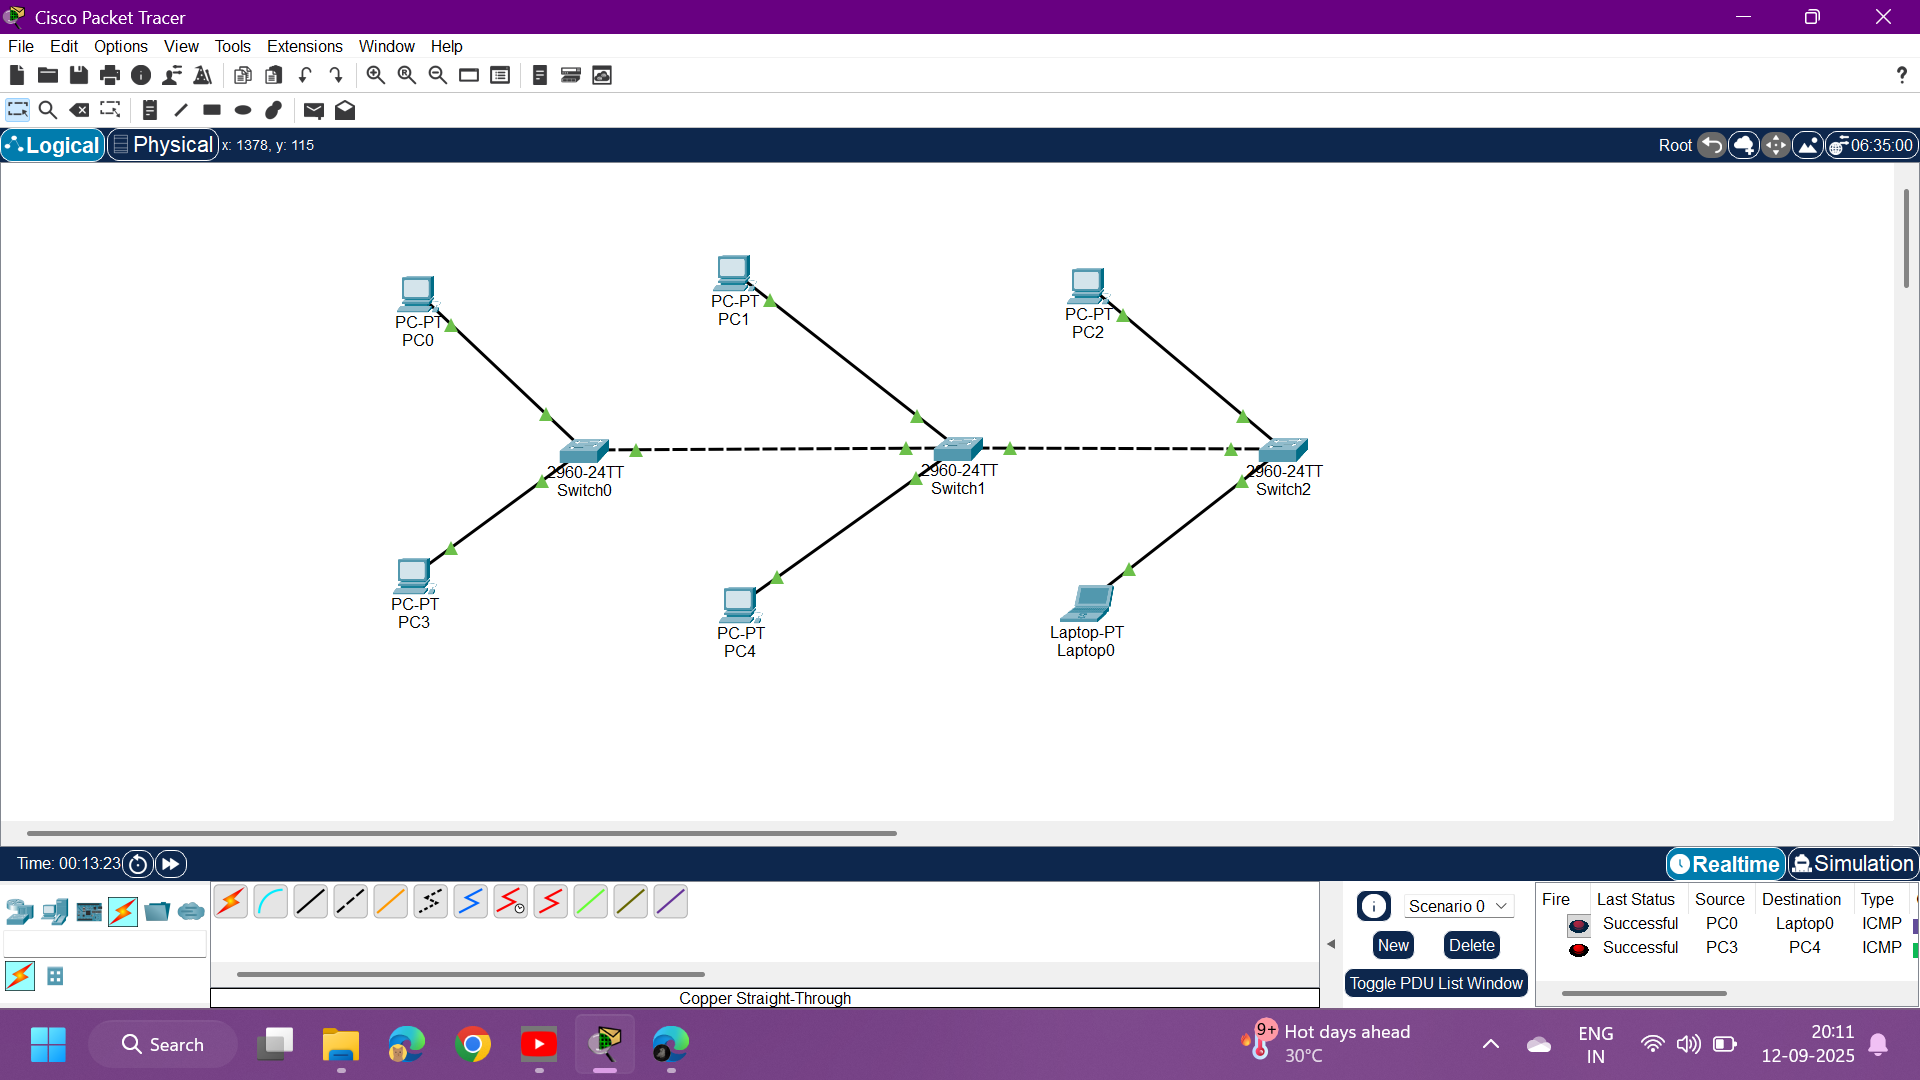 Cisco Packet Tracer
File Edit Options View Tools Extensions Window Help
Logical Physical x: 1378, y: 115
Root 06:35:00
PC-PT
PC0
PC-PT
PC1
PC-PT
PC2
2960-24TT
Switch0
2960-24TT
Switch1
2960-24TT
Switch2
PC-PT
PC3
PC-PT
PC4
Laptop-PT
Laptop0
Time: 00:13:23
Realtime Simulation
Scenario 0
New Delete
Toggle PDU List Window
Fire Last Status Source Destination Type
Successful PC0 Laptop0 ICMP
Successful PC3 PC4 ICMP
Copper Straight-Through
Search
9+
Hot days ahead
30°C
ENG
IN
20:11
12-09-2025